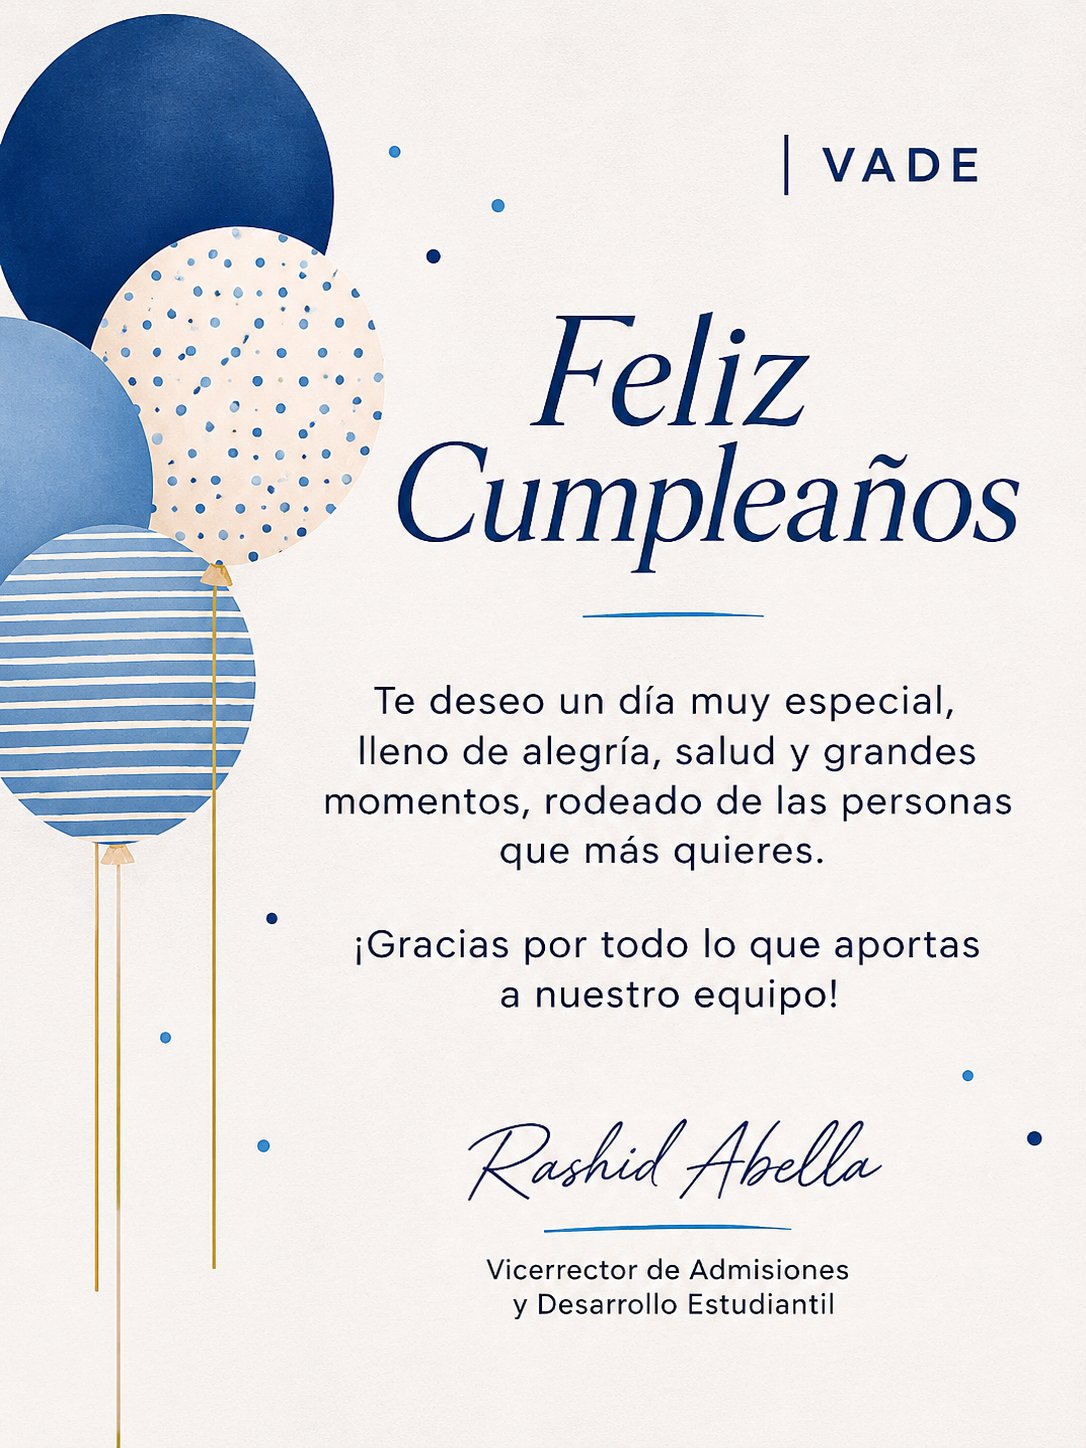 | VADE
Feliz
Cumpleaños
Te deseo un día muy especial,
lleno de alegría, salud y grandes
momentos, rodeado de las personas
que más quieres.
¡Gracias por todo lo que aportas
a nuestro equipo!
Rashid Abella
Vicerrector de Admisiones
y Desarrollo Estudiantil